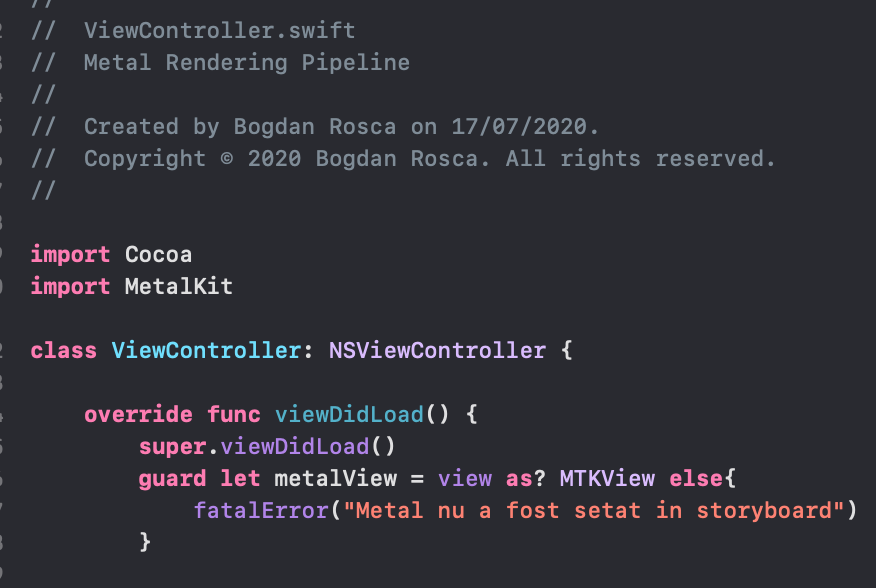 //
// ViewController.swift
// Metal Rendering Pipeline
//
// Created by Bogdan Rosca on 17/07/2020.
// Copyright © 2020 Bogdan Rosca. All rights reserved.
//
import Cocoa
import MetalKit
class ViewController: NSViewController {
override func viewDidLoad() {
super.viewDidLoad()
guard let metalView = view as? MTKView else{
fatalError("Metal nu a fost setat in storyboard")
}